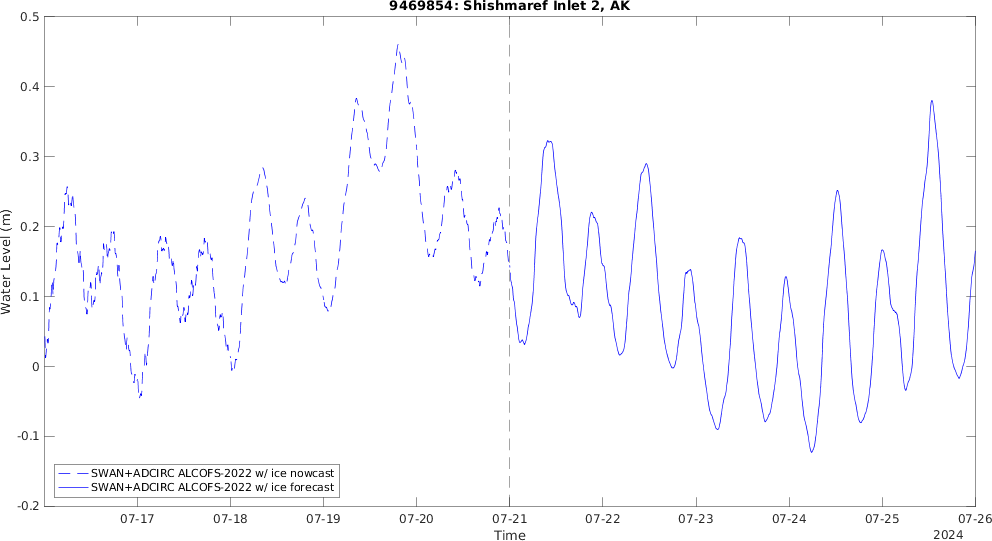 9469854: Shishmaref Inlet 2, AK
0.5
0.4
0.3
0.2
0.1
0
-0.1
-0.2
Water Level (m)
SWAN+ADCIRC ALCOFS-2022 w/ ice nowcast
SWAN+ADCIRC ALCOFS-2022 w/ ice forecast
07-17 07-18 07-19 07-20 07-21 07-22 07-23 07-24 07-25 07-26
Time
2024